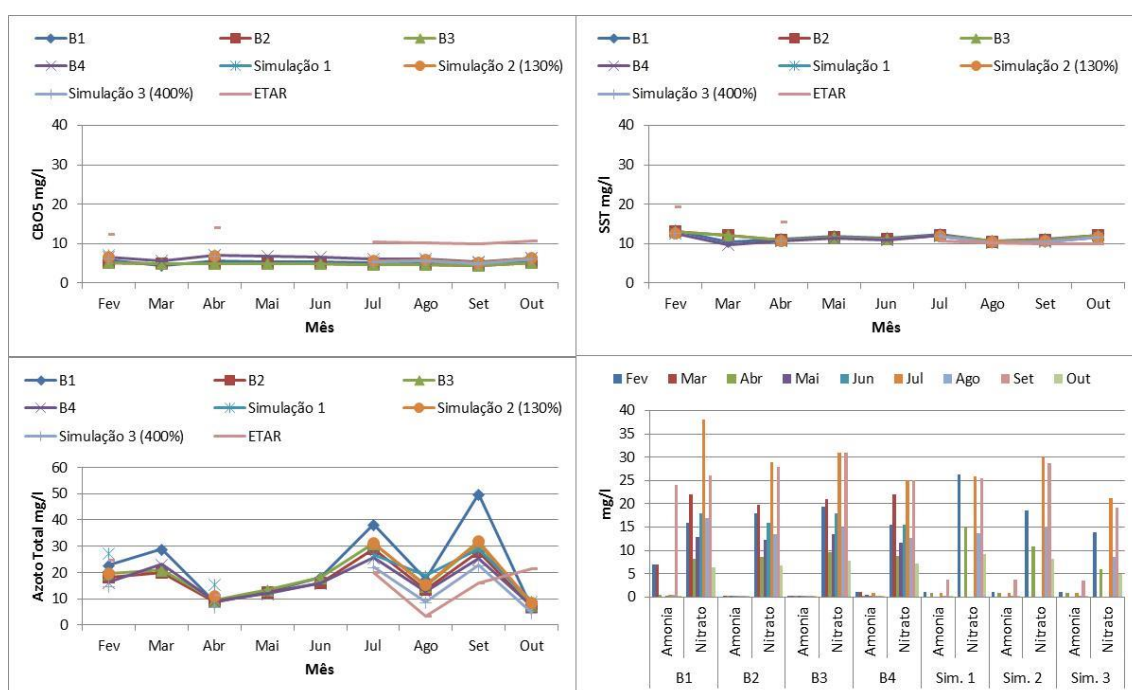 B1 B2 B3
B4 Simulação 1 Simulação 2 (130%)
Simulação 3 (400%) ETAR
40
30
20
10
0
CBO5 mg/l
Fev Mar Abr Mai Jun Jul Ago Set Out
Mês
B1 B2 B3
B4 Simulação 1 Simulação 2 (130%)
Simulação 3 (400%) ETAR
40
30
20
10
0
SST mg/l
Fev Mar Abr Mai Jun Jul Ago Set Out
Mês
B1 B2 B3
B4 Simulação 1 Simulação 2 (130%)
Simulação 3 (400%) ETAR
60
50
40
30
20
10
0
Azoto Total mg/l
Fev Mar Abr Mai Jun Jul Ago Set Out
Mês
Fev Mar Abr Mai Jun Jul Ago Set Out
40
35
30
25
20
15
10
5
0
mg/l
Amonia Nitrato Amonia Nitrato Amonia Nitrato Amonia Nitrato Amonia Nitrato Amonia Nitrato Amonia Nitrato
B1 B2 B3 B4 Sim. 1 Sim. 2 Sim. 3